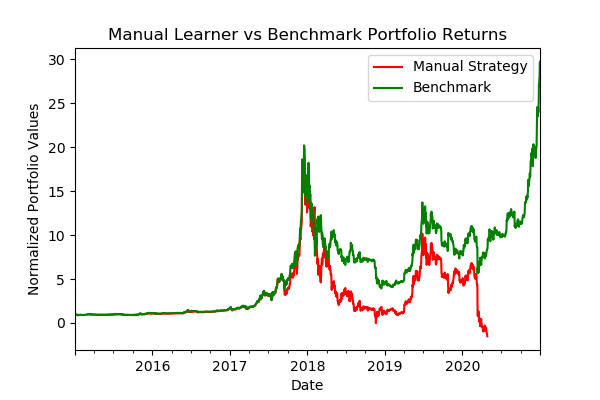 Manual Learner vs Benchmark Portfolio Returns
Normalized Portfolio Values
30
25
20
15
10
5
0
Manual Strategy
Benchmark
2016
2017
2018
2019
2020
Date